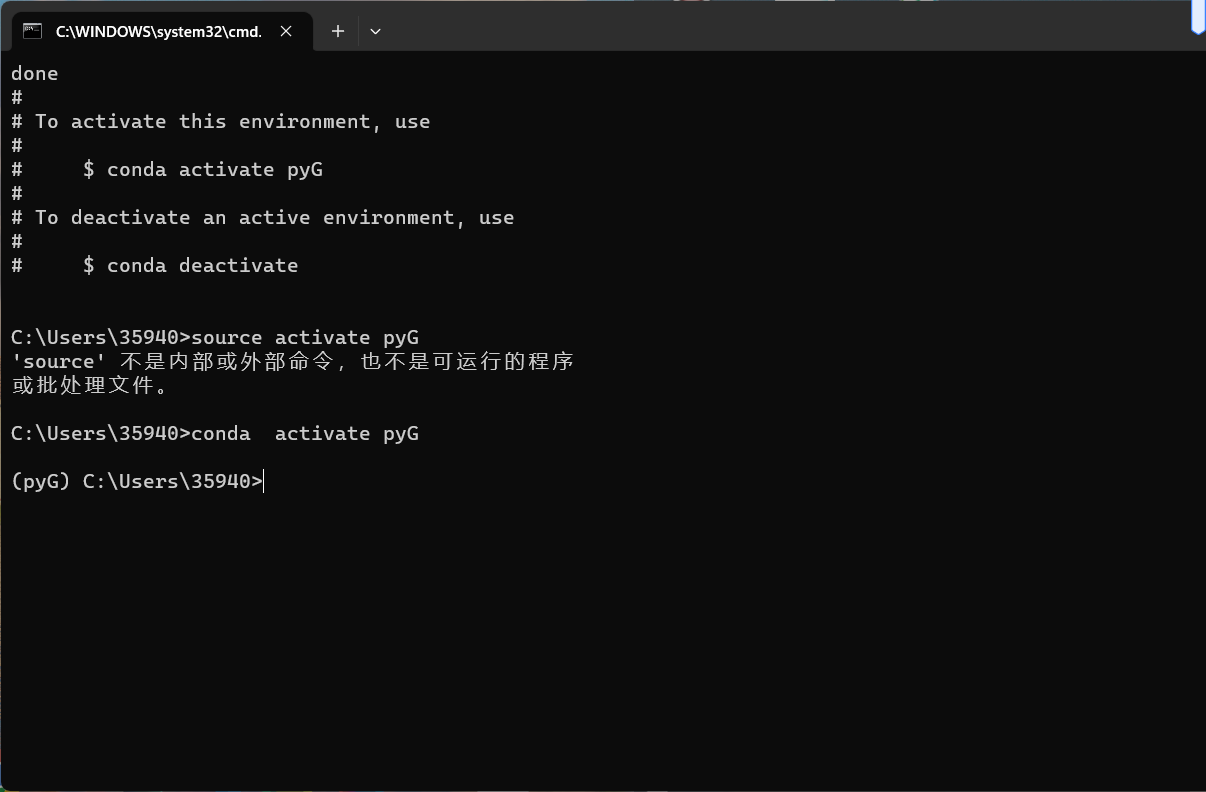 C:\WINDOWS\system32\cmd.
done
#
# To activate this environment, use
#
#     $ conda activate pyG
#
# To deactivate an active environment, use
#
#     $ conda deactivate
C:\Users\35940>source activate pyG
'source' 不是内部或外部命令，也不是可运行的程序
或批处理文件。
C:\Users\35940>conda  activate pyG
(pyG) C:\Users\35940>